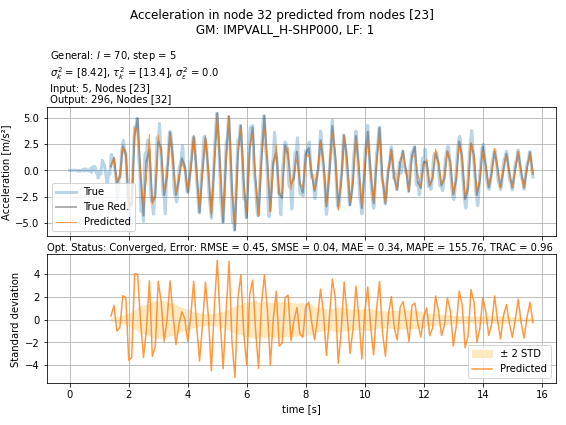 Acceleration in node 32 predicted from nodes [23]
GM: IMPVALL_H-SHP000, LF: 1
General: l = 70, step = 5
σ²ₖ = [8.42], τ²ₖ = [13.4], σ²ε = 0.0
Input: 5, Nodes [23]
Output: 296, Nodes [32]
Acceleration [m/s²]
5.0
2.5
0.0
−2.5
−5.0
True
True Red.
Predicted
Opt. Status: Converged, Error: RMSE = 0.45, SMSE = 0.04, MAE = 0.34, MAPE = 155.76, TRAC = 0.96
Standard deviation
4
2
0
−2
−4
± 2 STD
Predicted
0 2 4 6 8 10 12 14 16
time [s]